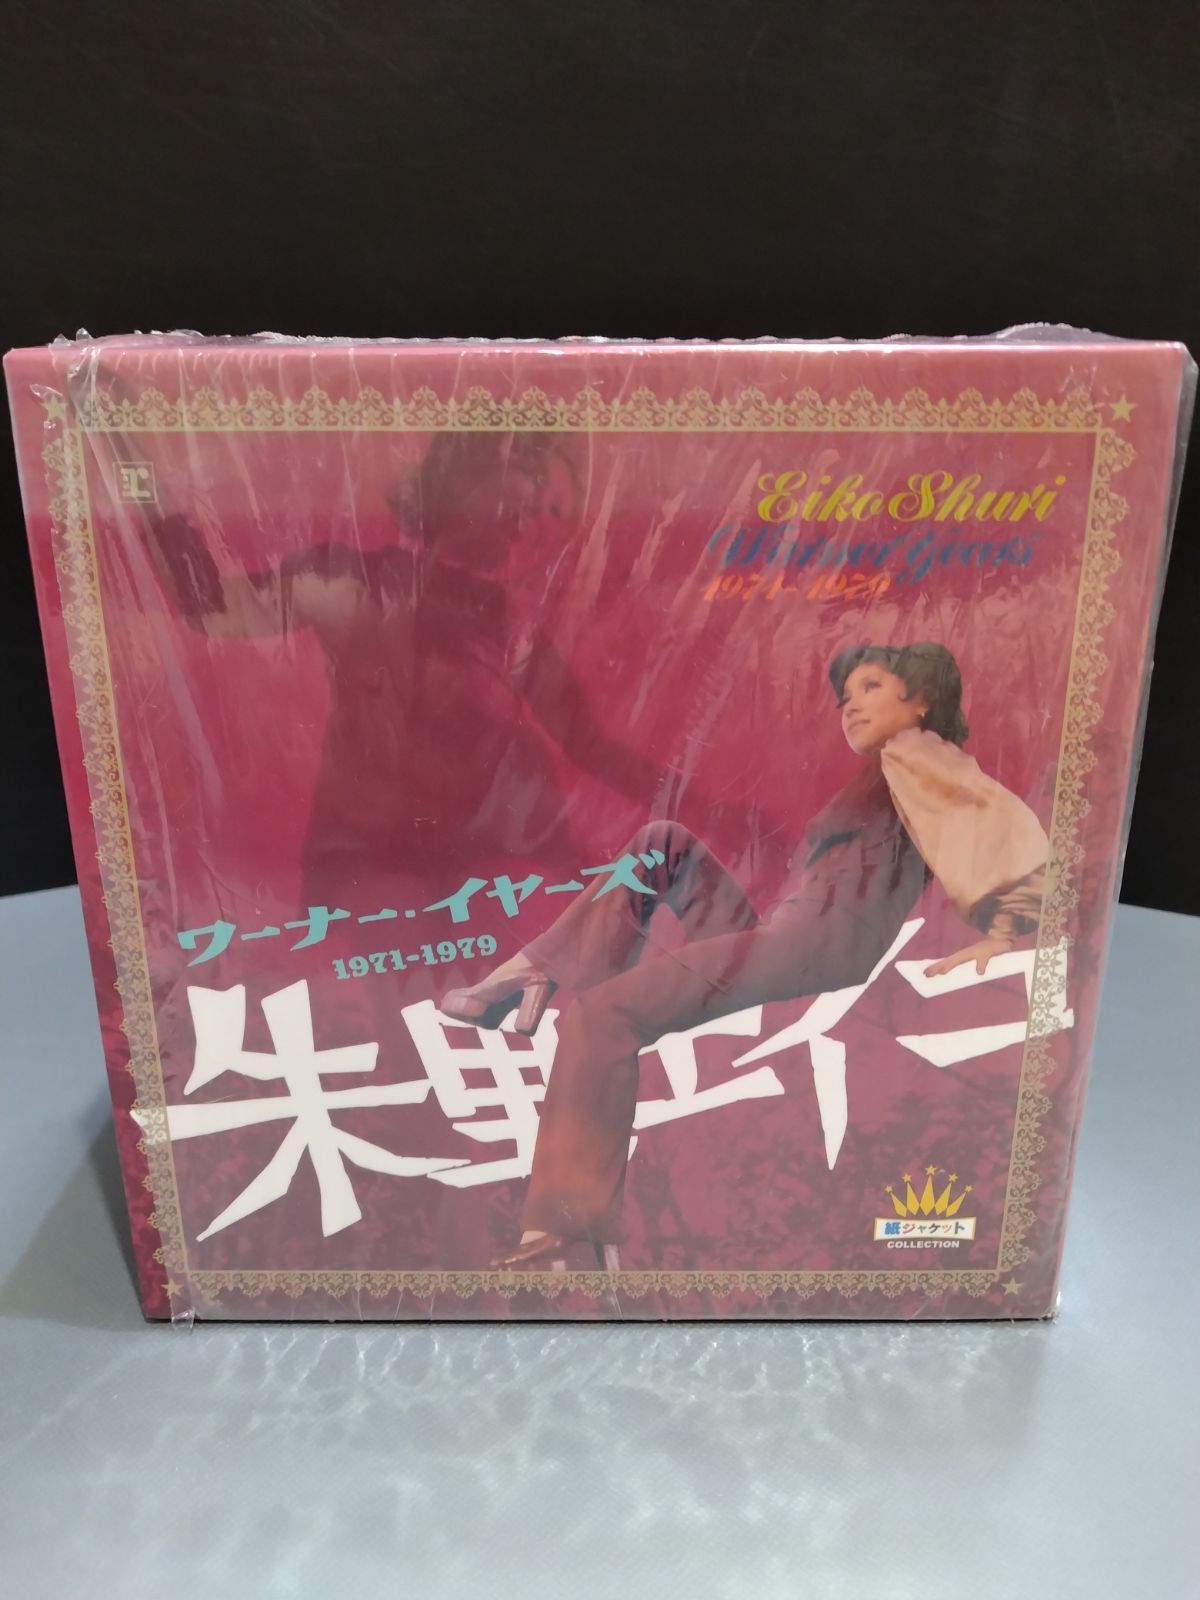 r
Eiko Shuri
Warner Years
1971-1979
ワーナー・イヤーズ
1971-1979
朱里エイコ
紙ジャケット
COLLECTION